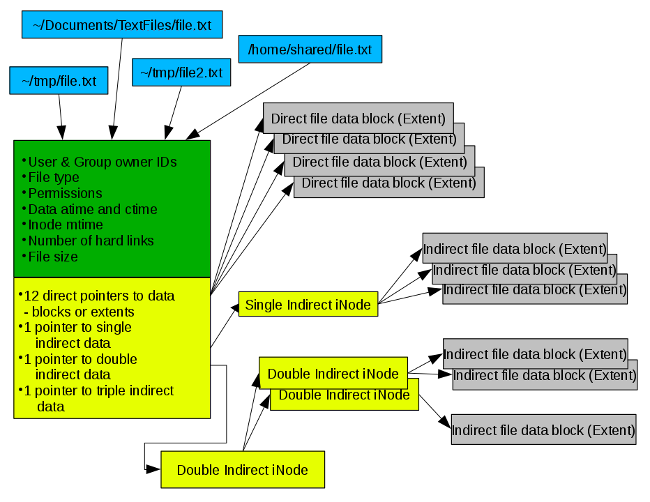 ~/Documents/TextFiles/file.txt
/home/shared/file.txt
~/tmp/file.txt
~/tmp/file2.txt
•User & Group owner IDs
•File type
•Permissions
•Data atime and ctime
•Inode mtime
•Number of hard links
•File size
•12 direct pointers to data
- blocks or extents
•1 pointer to single
indirect data
•1 pointer to double
indirect data
•1 pointer to triple indirect
data
Direct file data block (Extent)
Direct file data block (Extent)
Direct file data block (Extent)
Direct file data block (Extent)
Single Indirect iNode
Indirect file data block (Extent)
Indirect file data block (Extent)
Indirect file data block (Extent)
Double Indirect iNode
Double Indirect iNode
Double Indirect iNode
Indirect file data block (Extent)
Indirect file data block (Extent)
Indirect file data block (Extent)